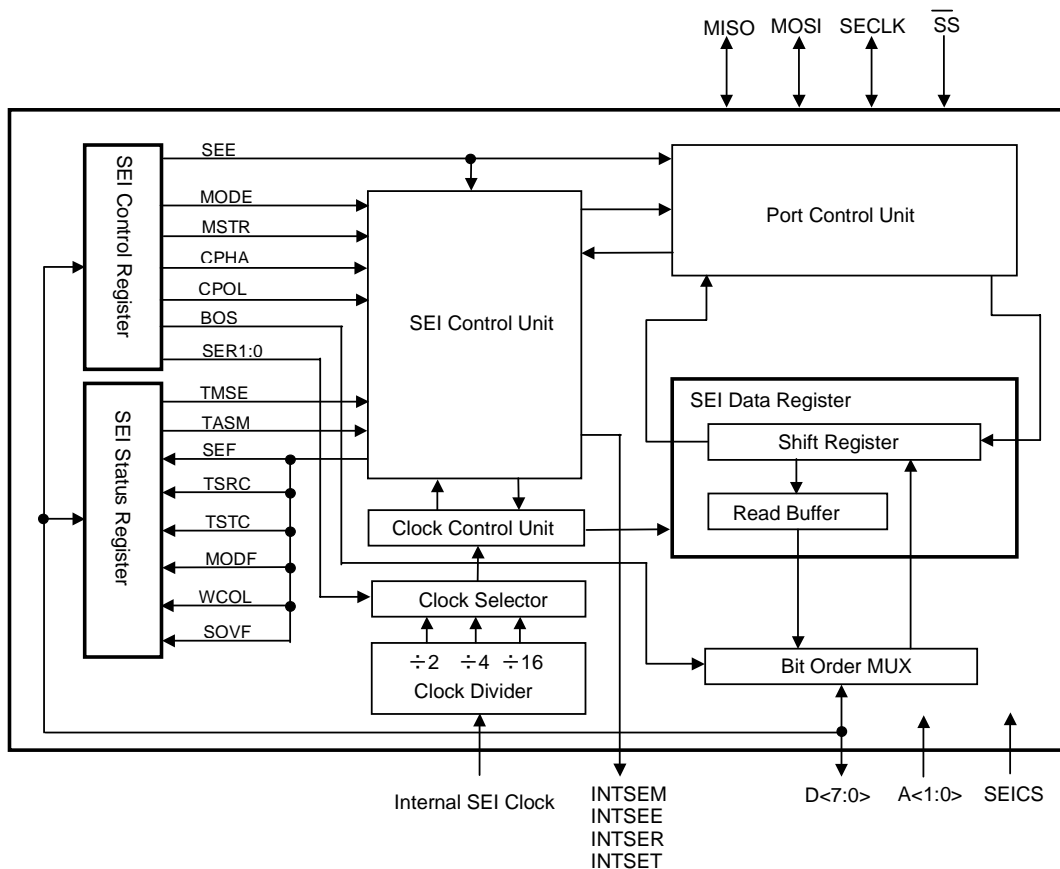 MISO MOSI SECLK SS
SEI Control Register
SEE
MODE
MSTR
CPHA
CPOL
BOS
SER1:0
SEI Status Register
TMSE
TASM
SEF
TSRC
TSTC
MODF
WCOL
SOVF
SEI Control Unit
Port Control Unit
SEI Data Register
Shift Register
Read Buffer
Clock Control Unit
Clock Selector
÷2 ÷4 ÷16
Clock Divider
Bit Order MUX
Internal SEI Clock
INTSEM
INTSEE
INTSER
INTSET
D<7:0> A<1:0> SEICS